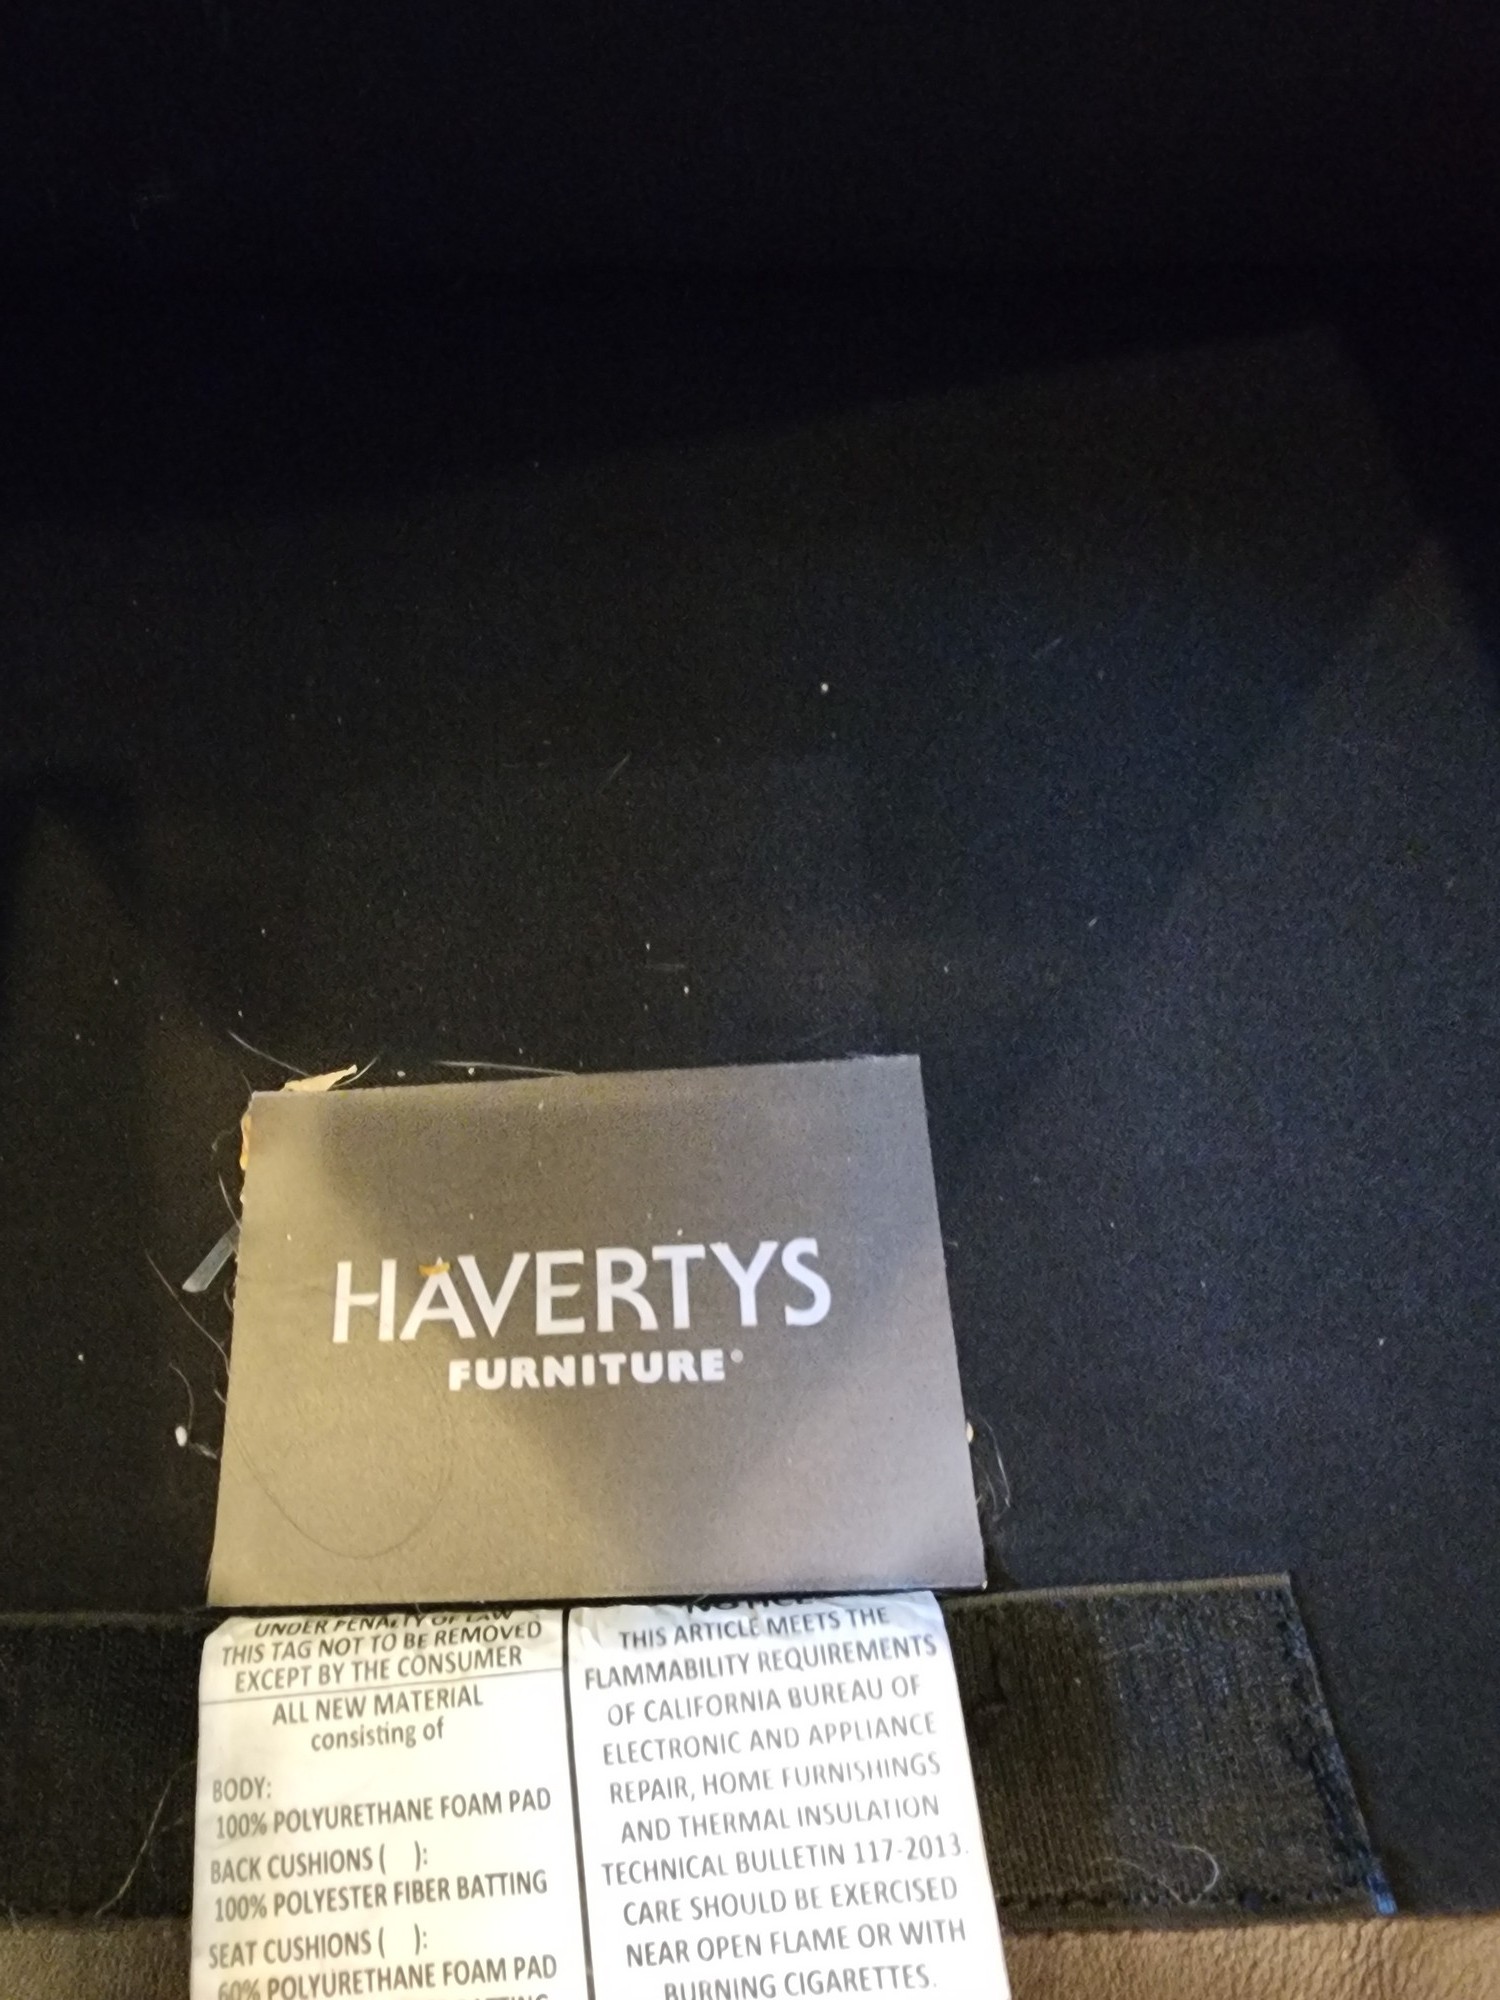 HAVERTYS
FURNITURE®
UNDER PENALTY OF LAW
THIS TAG NOT TO BE REMOVED
EXCEPT BY THE CONSUMER
ALL NEW MATERIAL
consisting of
BODY:
100% POLYURETHANE FOAM PAD
BACK CUSHIONS (   ):
100% POLYESTER FIBER BATTING
SEAT CUSHIONS (   ):
60% POLYURETHANE FOAM PAD
NOTICE
THIS ARTICLE MEETS THE
FLAMMABILITY REQUIREMENTS
OF CALIFORNIA BUREAU OF
ELECTRONIC AND APPLIANCE
REPAIR, HOME FURNISHINGS
AND THERMAL INSULATION
TECHNICAL BULLETIN 117-2013.
CARE SHOULD BE EXERCISED
NEAR OPEN FLAME OR WITH
BURNING CIGARETTES.